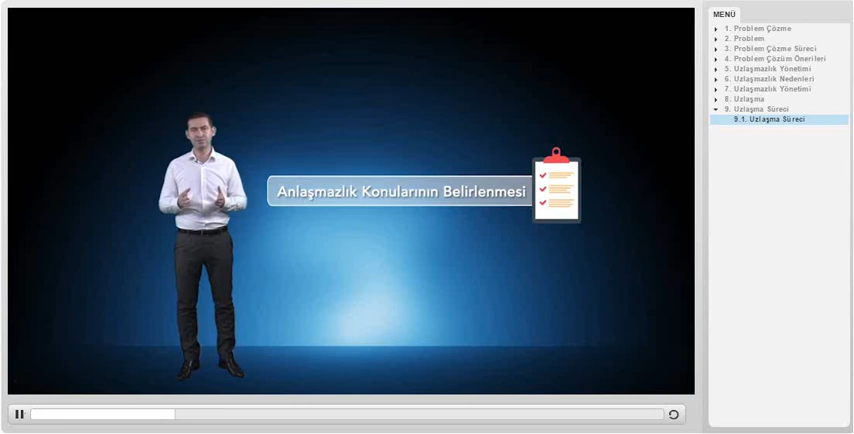 Anlaşmazlık Konularının Belirlenmesi
MENÜ
1. Problem Çözme
2. Problem
3. Problem Çözme Süreci
4. Problem Çözüm Önerileri
5. Uzlaşmazlık Yönetimi
6. Uzlaşmazlık Nedenleri
7. Uzlaşmazlık Yönetimi
8. Uzlaşma
9. Uzlaşma Süreci
9.1. Uzlaşma Süreci